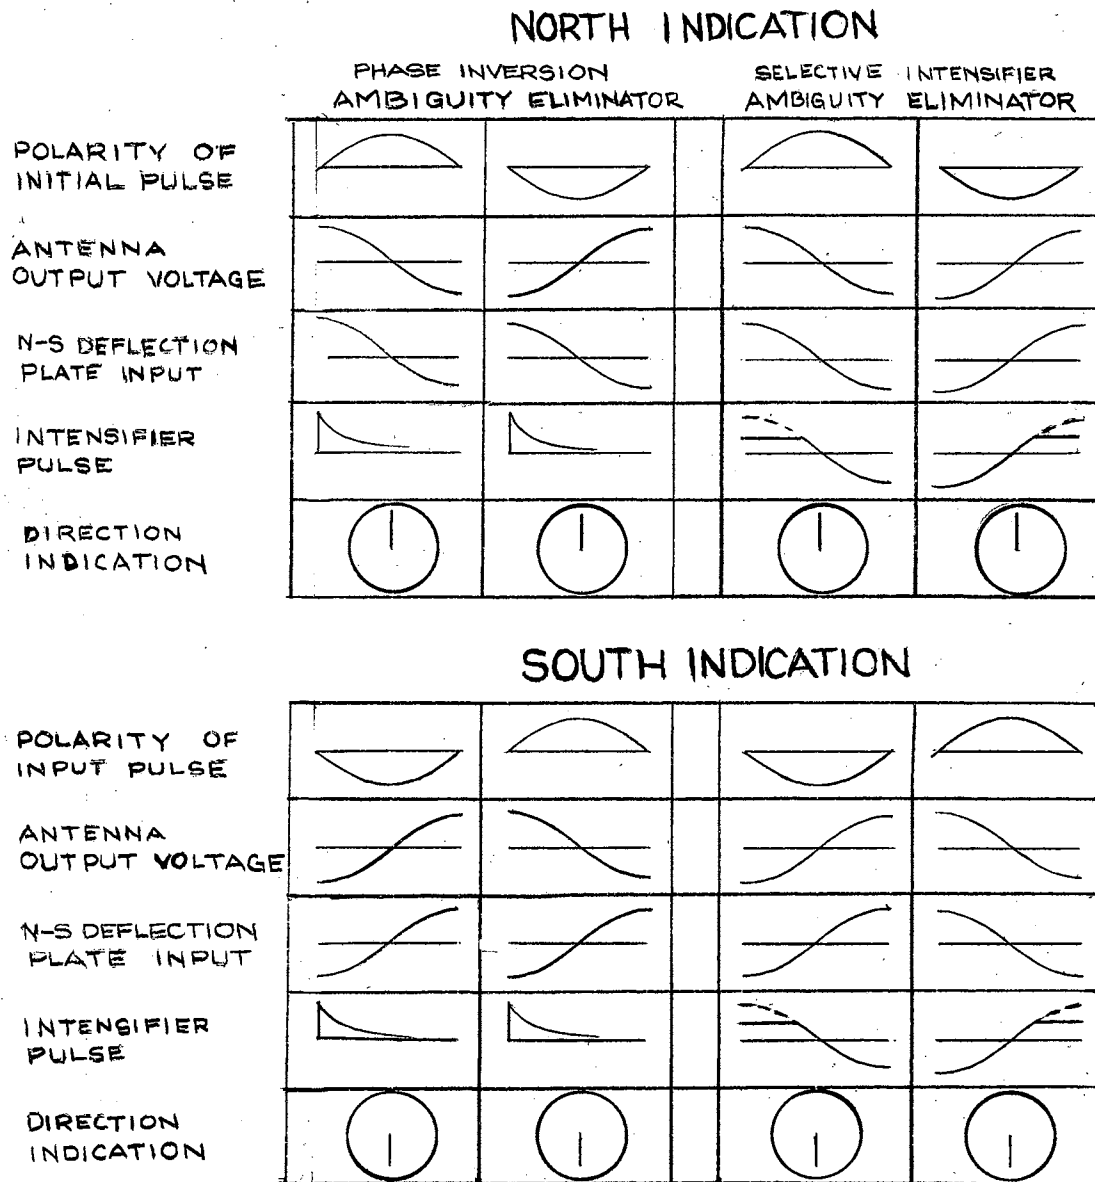 NORTH INDICATION
PHASE INVERSION
AMBIGUITY ELIMINATOR
SELECTIVE INTENSIFIER
AMBIGUITY ELIMINATOR
POLARITY OF
INITIAL PULSE
ANTENNA
OUTPUT VOLTAGE
N-S DEFLECTION
PLATE INPUT
INTENSIFIER
PULSE
DIRECTION
INDICATION
SOUTH INDICATION
POLARITY OF
INPUT PULSE
ANTENNA
OUTPUT VOLTAGE
N-S DEFLECTION
PLATE INPUT
INTENSIFIER
PULSE
DIRECTION
INDICATION